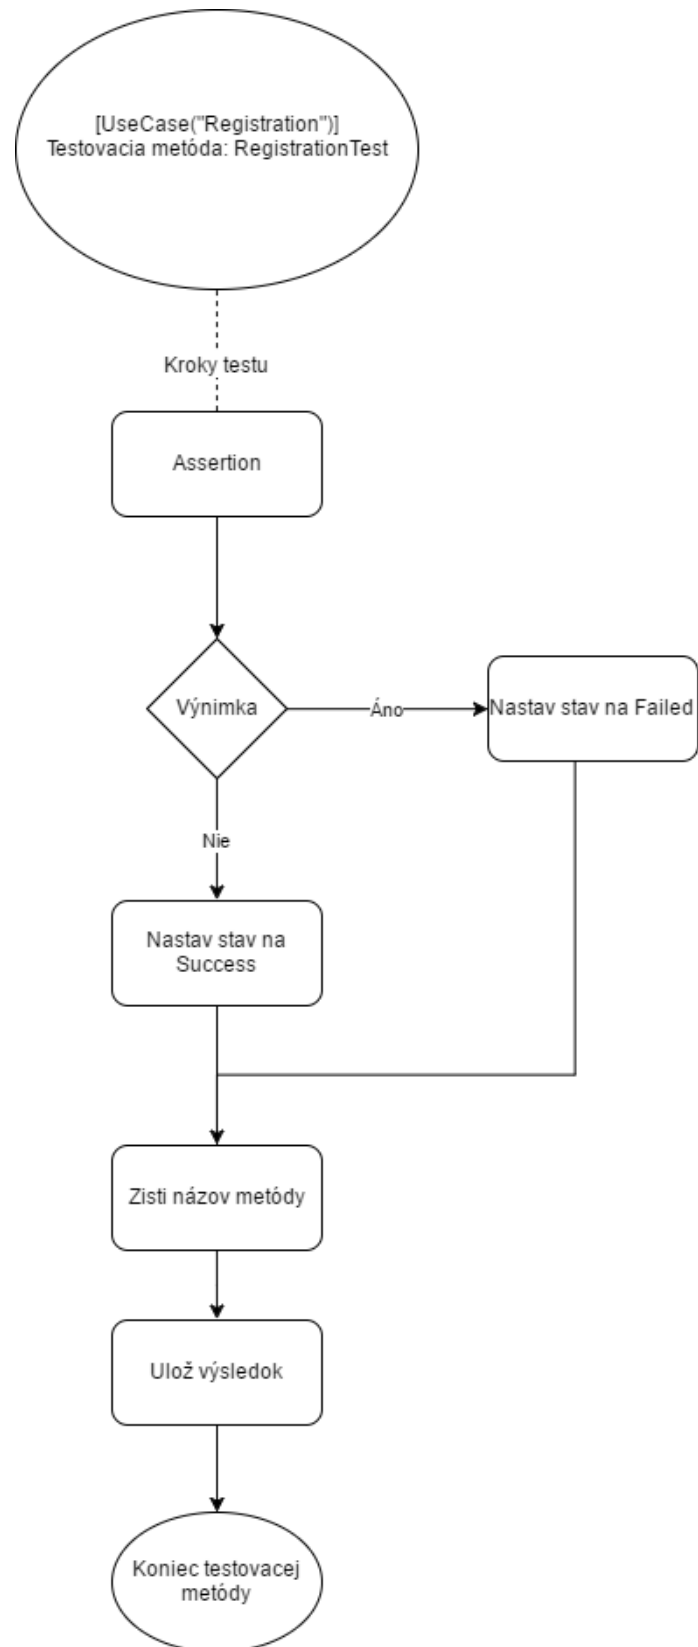 [UseCase("Registration")]
Testovacia metóda: RegistrationTest
Kroky testu
Assertion
Výnimka
Áno
Nastav stav na Failed
Nie
Nastav stav na
Success
Zisti názov metódy
Ulož výsledok
Koniec testovacej
metódy